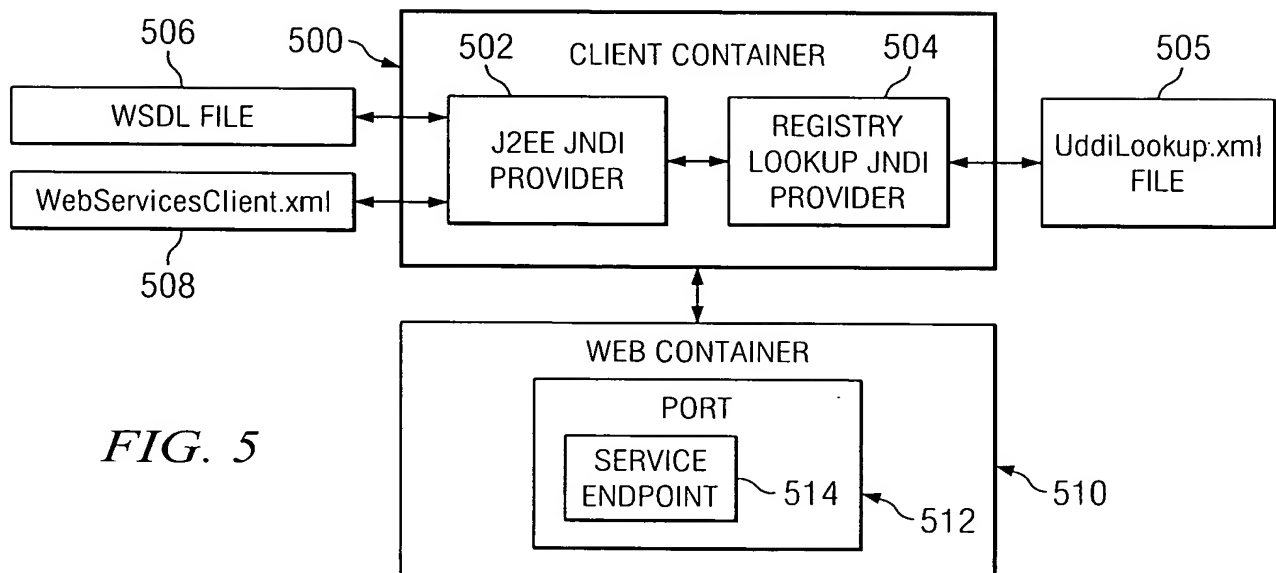 506
500
502
CLIENT CONTAINER
504
505
WSDL FILE
J2EE JNDI
PROVIDER
REGISTRY
LOOKUP JNDI
PROVIDER
UddiLookup.xml
FILE
WebServicesClient.xml
508
WEB CONTAINER
PORT
SERVICE
ENDPOINT
514
512
510
FIG. 5